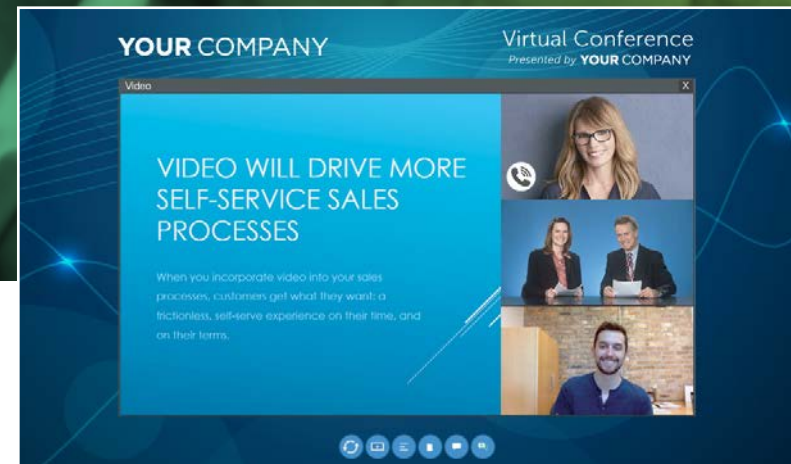 YOUR COMPANY
Virtual Conference
Presented by YOUR COMPANY
Video X
VIDEO WILL DRIVE MORE
SELF-SERVICE SALES
PROCESSES
When you incorporate video into your sales
processes, customers get what they want: a
frictionless, self-serve experience on their time, and
on their terms.